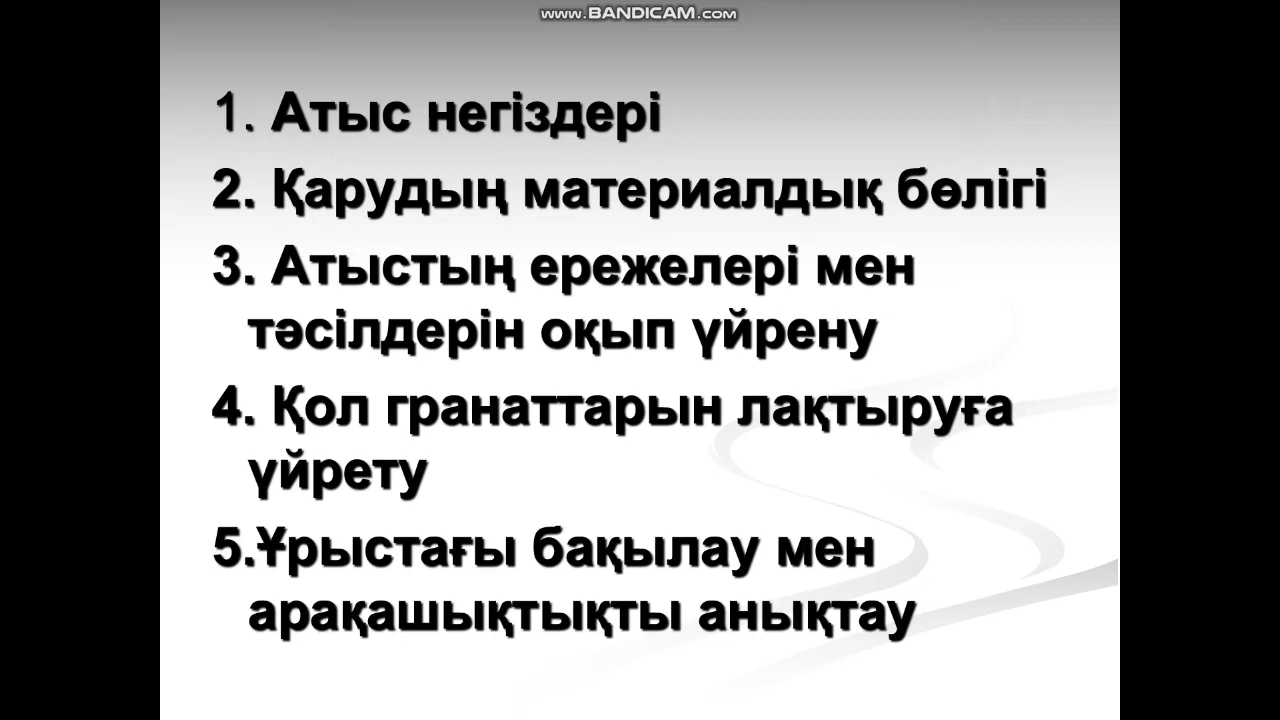 www.BANDICAM.com
1. Атыс негіздері
2. Қарудың материалдық бөлігі
3. Атыстың ережелері мен
тәсілдерін оқып үйрену
4. Қол гранаттарын лақтыруға
үйрету
5.Ұрыстағы бақылау мен
арақашықтықты анықтау